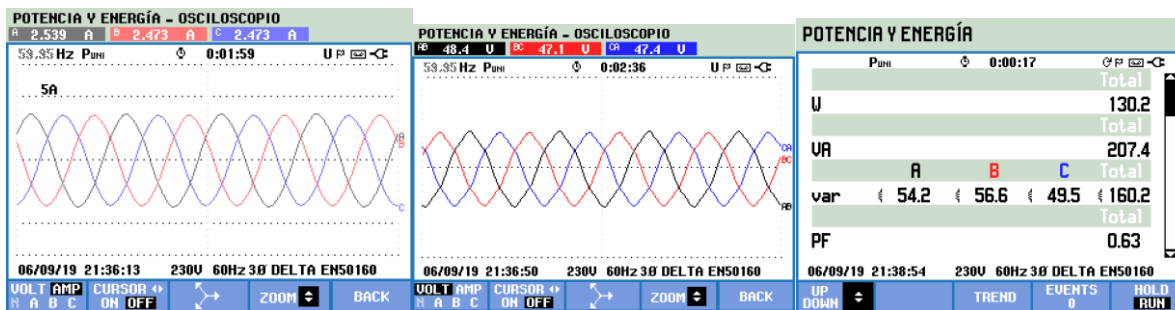 POTENCIA Y ENERGÍA – OSCILOSCOPIO
A 2.539 A B 2.473 A C 2.473 A
59.95 Hz PUNI 0:01:59 U
5A
A
B
C
06/09/19 21:36:13 230V 60Hz 3Ø DELTA EN50160
VOLT AMP CURSOR ZOOM BACK
N A B C ON OFF
POTENCIA Y ENERGÍA – OSCILOSCOPIO
AB 48.4 U BC 47.1 U CA 47.4 U
59.95 Hz PUNI 0:02:36 U
CA
BC
AB
06/09/19 21:36:50 230V 60Hz 3Ø DELTA EN50160
VOLT AMP CURSOR ZOOM BACK
N A B C ON OFF
POTENCIA Y ENERGÍA
PUNI 0:00:17
Total
W 130.2
Total
VA 207.4
A B C Total
var 54.2 56.6 49.5 160.2
Total
PF 0.63
06/09/19 21:38:54 230V 60Hz 3Ø DELTA EN50160
UP DOWN TREND EVENTS 0 HOLD RUN